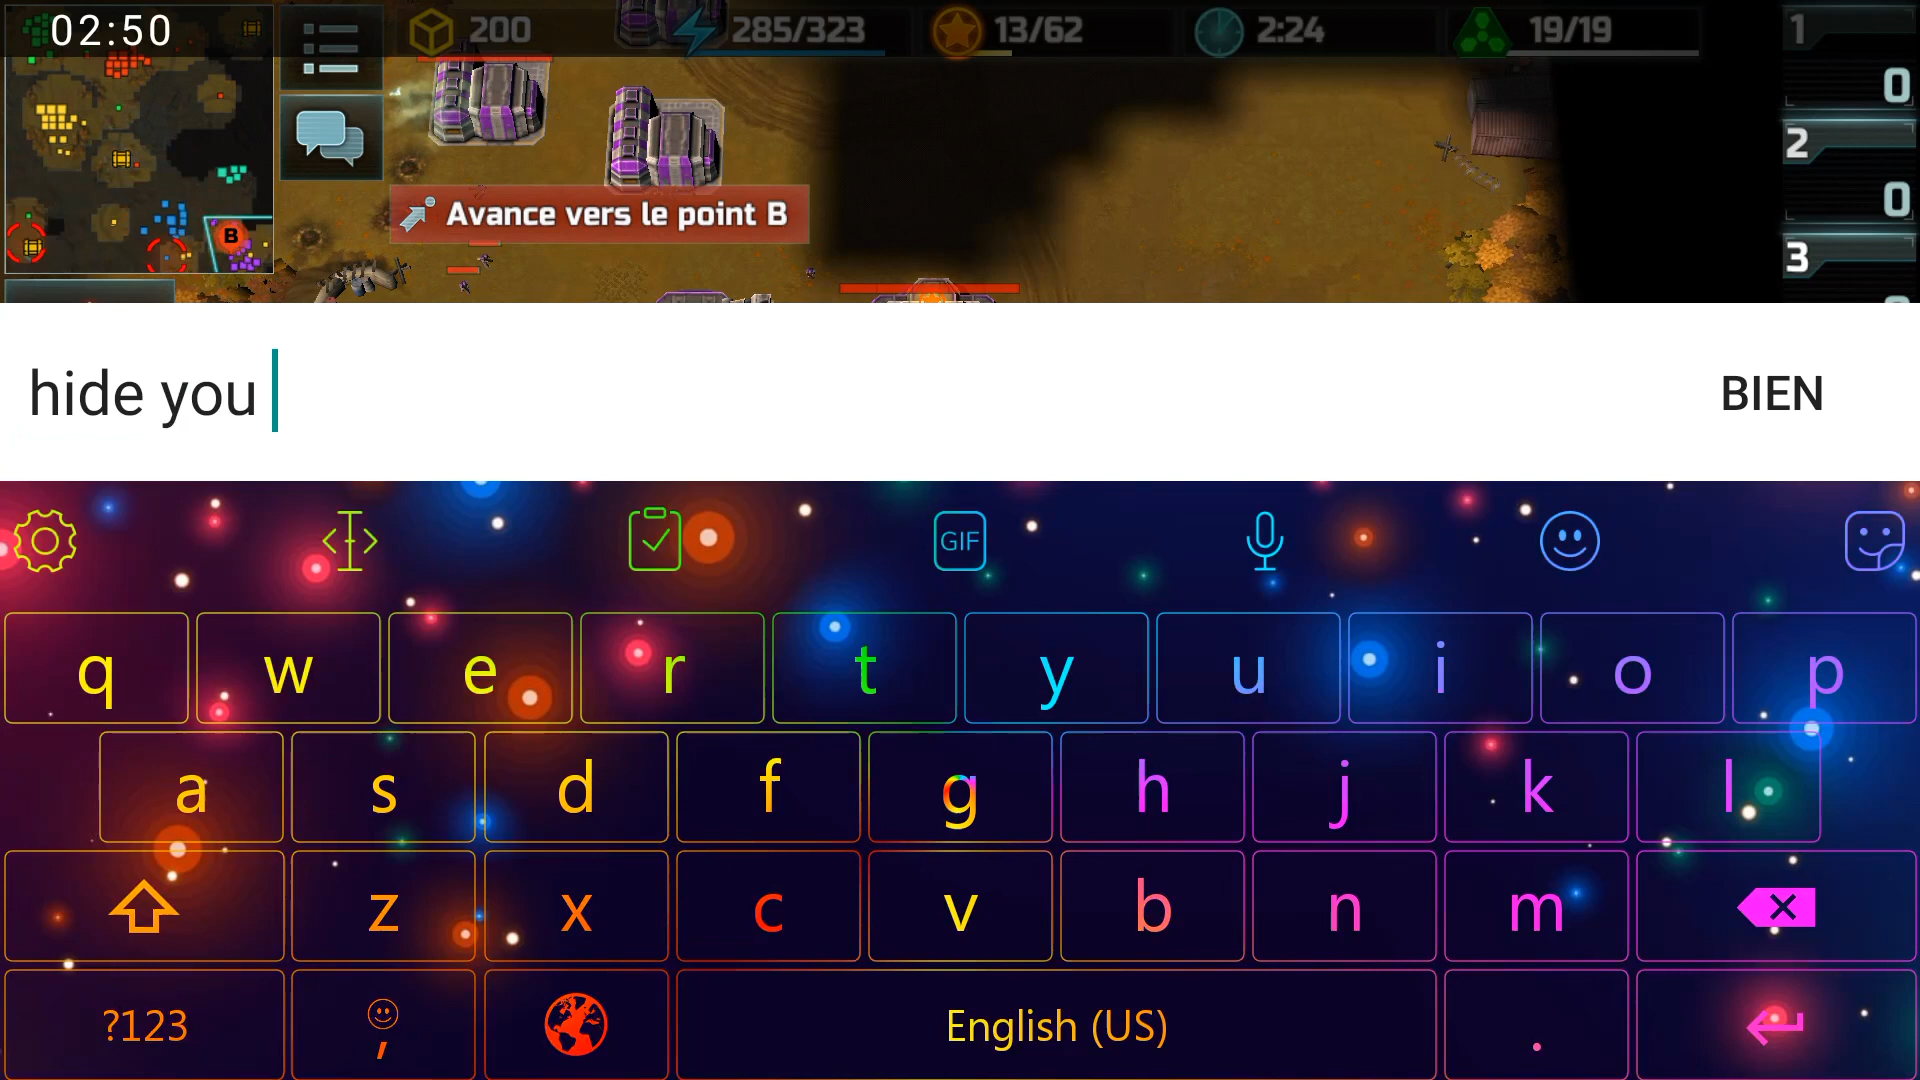 02:50
200
285/323
13/62
2:24
19/19
1
0
2
0
3
B
Avance vers le point B
hide you
BIEN
GIF
q w e r t y u i o p
a s d f g h j k l
z x c v b n m
?123 , English (US) .